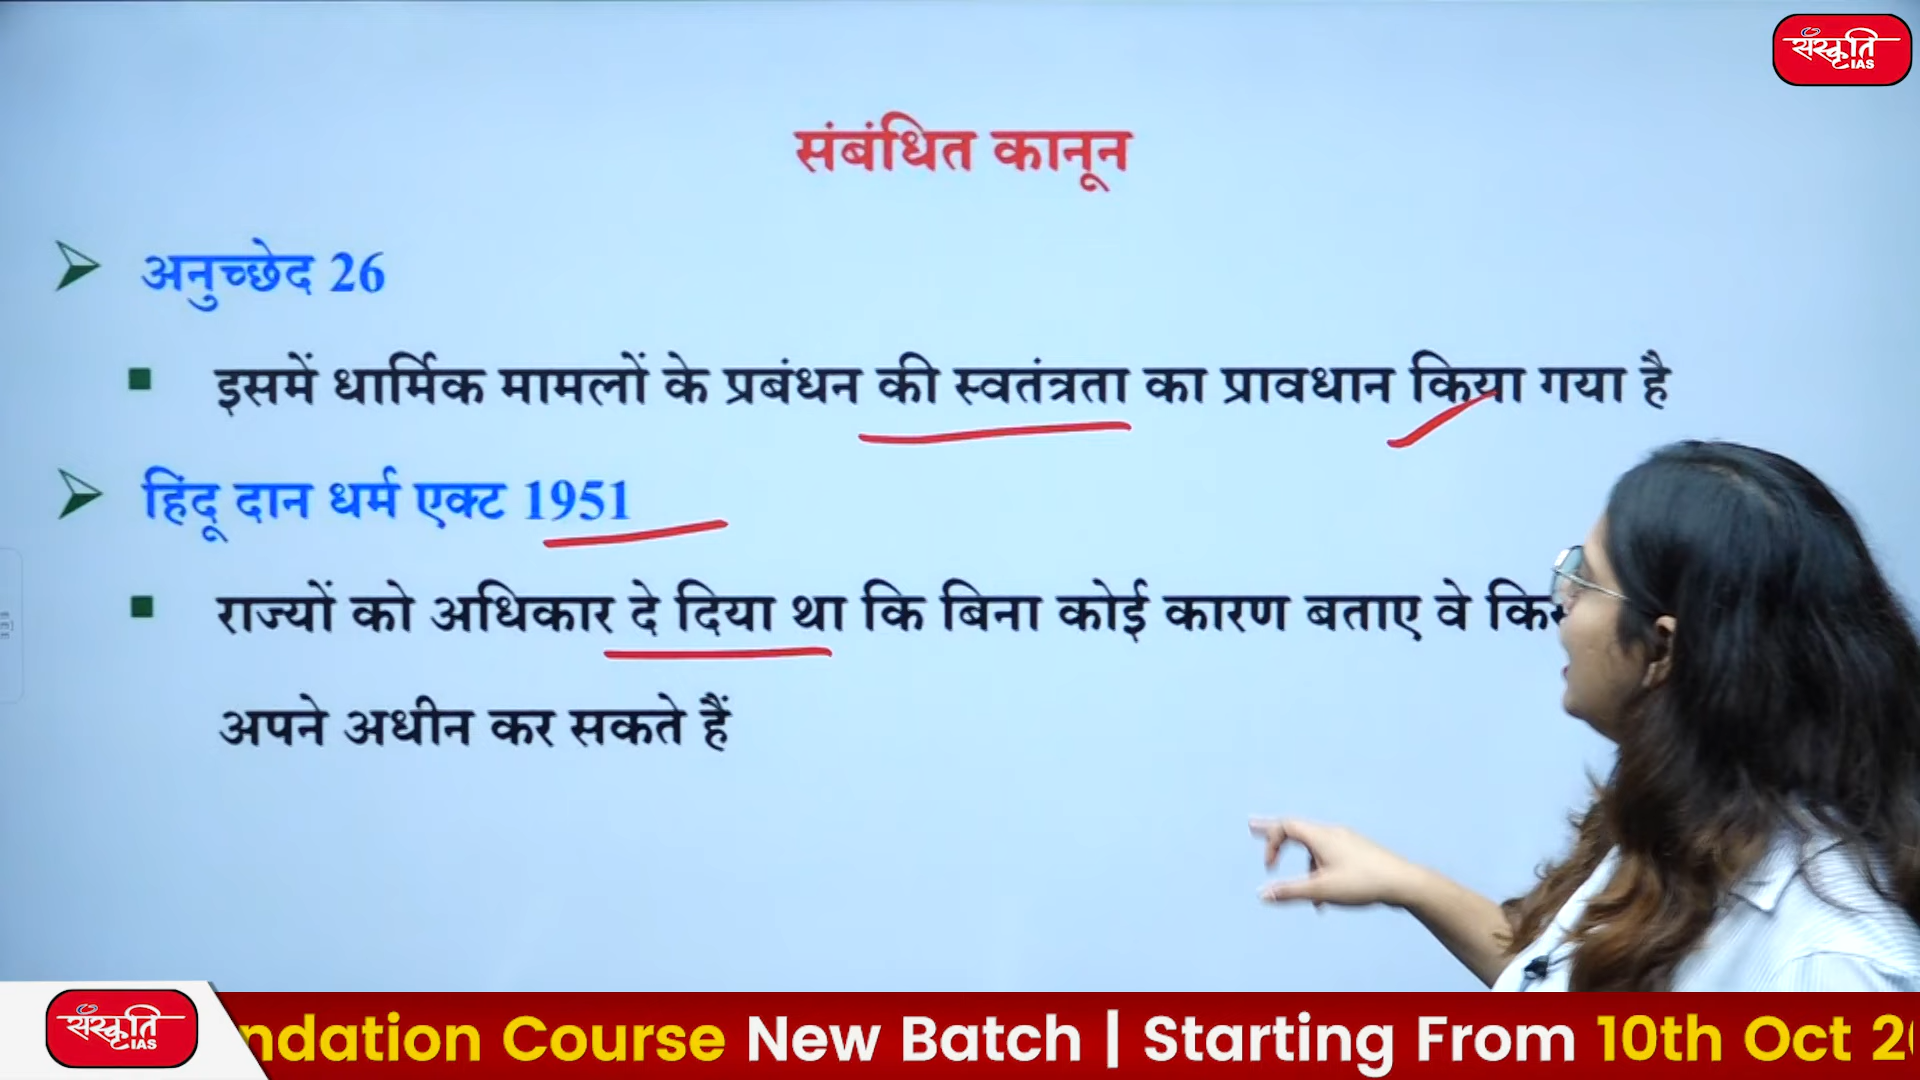 संस्कृति
IAS
संबंधित कानून
अनुच्छेद 26
इसमें धार्मिक मामलों के प्रबंधन की स्वतंत्रता का प्रावधान किया गया है
हिंदू दान धर्म एक्ट 1951
राज्यों को अधिकार दे दिया था कि बिना कोई कारण बताए वे
अपने अधीन कर सकते हैं
संस्कृति
IAS
ndation Course New Batch | Starting From 10th Oct